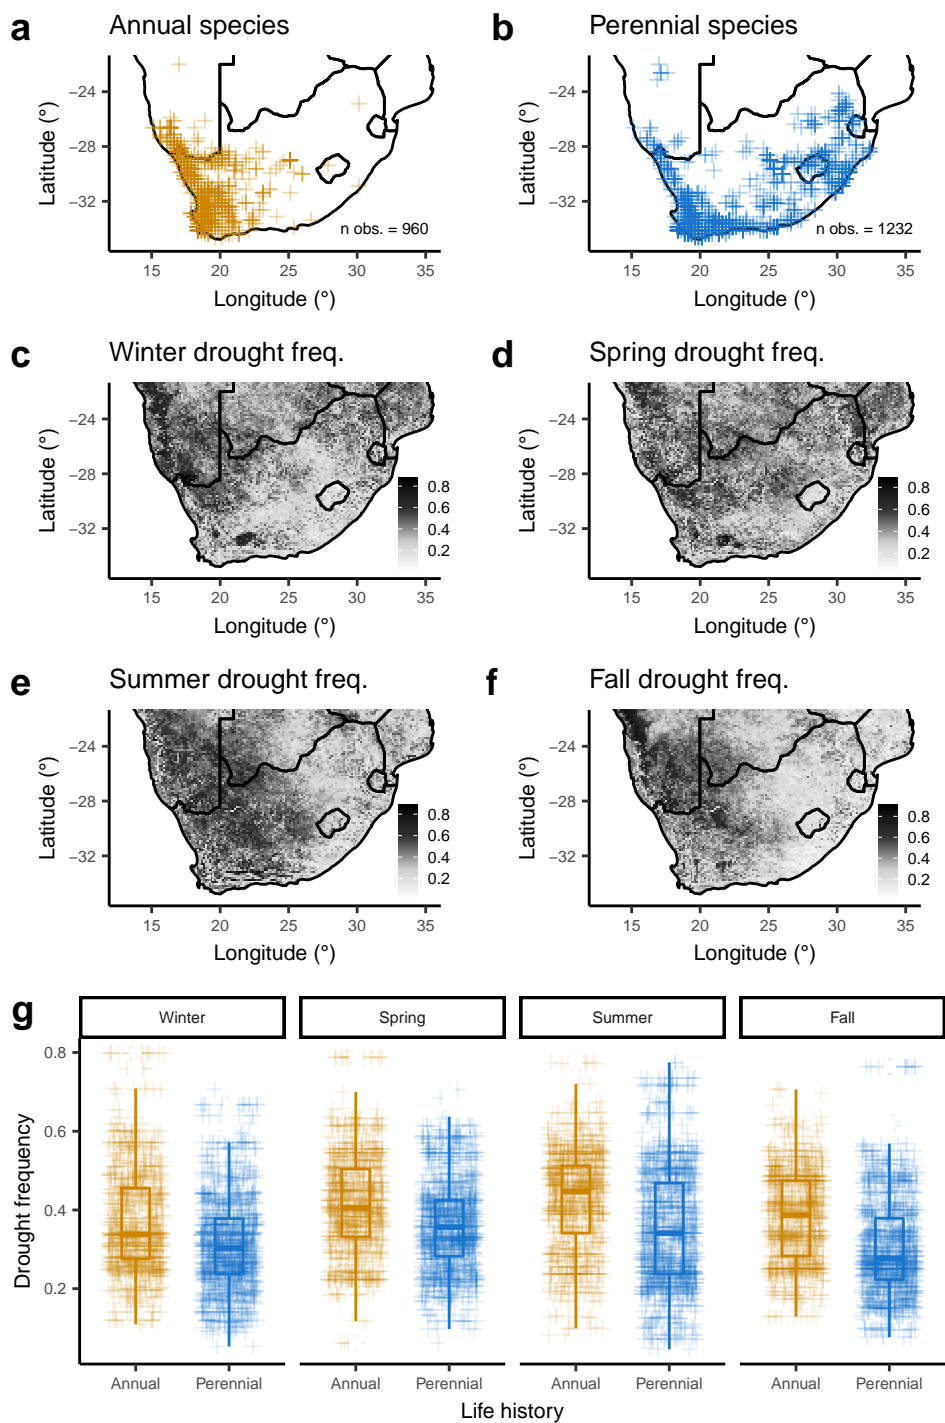 a Annual species
b Perennial species
−24
−28
−32
Latitude (°)
n obs. = 960
15 20 25 30 35
Longitude (°)
−24
−28
−32
Latitude (°)
n obs. = 1232
15 20 25 30 35
Longitude (°)
c Winter drought freq.
d Spring drought freq.
−24
−28
−32
Latitude (°)
0.8
0.6
0.4
0.2
15 20 25 30 35
Longitude (°)
−24
−28
−32
Latitude (°)
0.8
0.6
0.4
0.2
15 20 25 30 35
Longitude (°)
e Summer drought freq.
f Fall drought freq.
−24
−28
−32
Latitude (°)
0.8
0.6
0.4
0.2
15 20 25 30 35
Longitude (°)
−24
−28
−32
Latitude (°)
0.8
0.6
0.4
0.2
15 20 25 30 35
Longitude (°)
g
Winter Spring Summer Fall
0.8
0.6
0.4
0.2
Drought frequency
Annual Perennial Annual Perennial Annual Perennial Annual Perennial
Life history